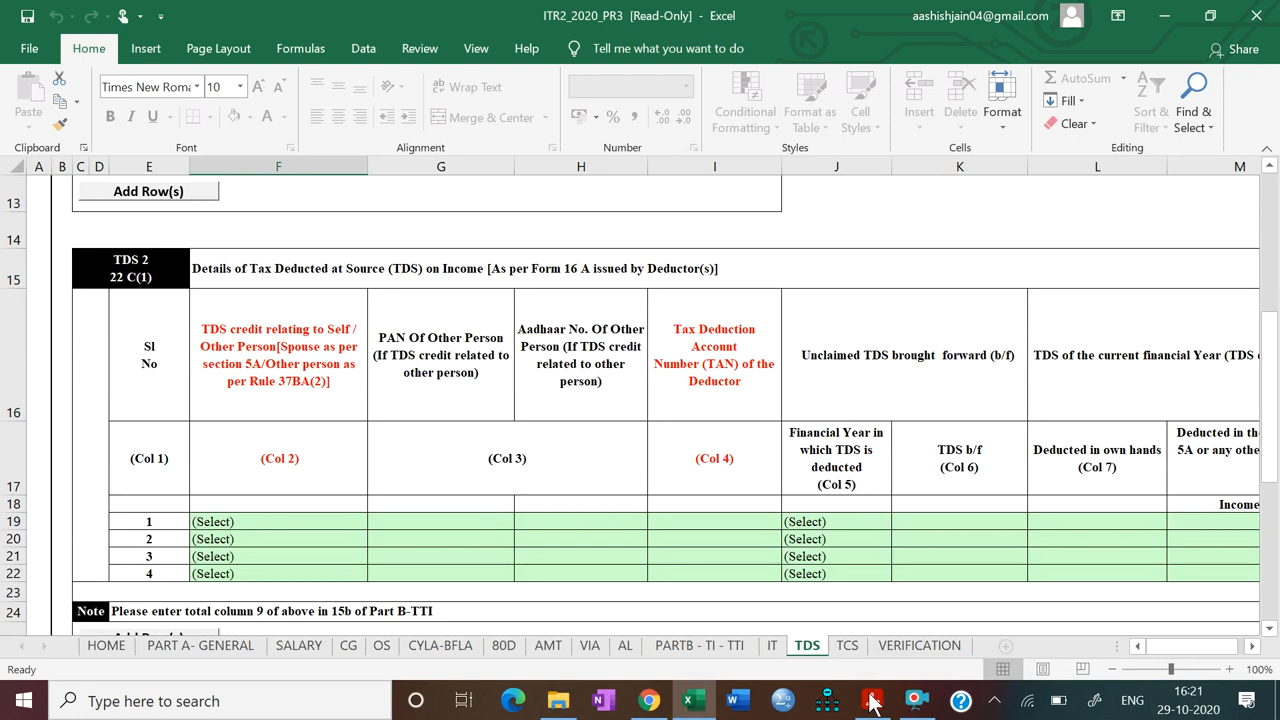 ITR2_2020_PR3 [Read-Only] - Excel
aashishjain04@gmail.com
File Home Insert Page Layout Formulas Data Review View Help Tell me what you want to do Share
Paste
Clipboard
Times New Roma 10
B I U
Font
Wrap Text
Merge & Center
Alignment
Number
Conditional Formatting
Format as Table
Cell Styles
Styles
Insert Delete Format
Cells
AutoSum
Fill
Clear
Sort & Filter
Find & Select
Editing
A B C D E F G H I J K L M
13 Add Row(s)
14
15
TDS 2
22 C(1)
Details of Tax Deducted at Source (TDS) on Income [As per Form 16 A issued by Deductor(s)]
16
Sl
No
TDS credit relating to Self /
Other Person[Spouse as per
section 5A/Other person as
per Rule 37BA(2)]
PAN Of Other Person
(If TDS credit related to
other person)
Aadhaar No. Of Other
Person (If TDS credit
related to other
person)
Tax Deduction
Account
Number (TAN) of the
Deductor
Unclaimed TDS brought forward (b/f)
TDS of the current financial Year (TDS
17
(Col 1)
(Col 2)
(Col 3)
(Col 4)
Financial Year in
which TDS is
deducted
(Col 5)
TDS b/f
(Col 6)
Deducted in own hands
(Col 7)
Deducted in th
5A or any othe
18 Income
19 1 (Select) (Select)
20 2 (Select) (Select)
21 3 (Select) (Select)
22 4 (Select) (Select)
23
24 Note Please enter total column 9 of above in 15b of Part B-TTI
HOME PART A- GENERAL SALARY CG OS CYLA-BFLA 80D AMT VIA AL PARTB - TI - TTI IT TDS TCS VERIFICATION
Ready 100%
Type here to search
ENG
16:21
29-10-2020